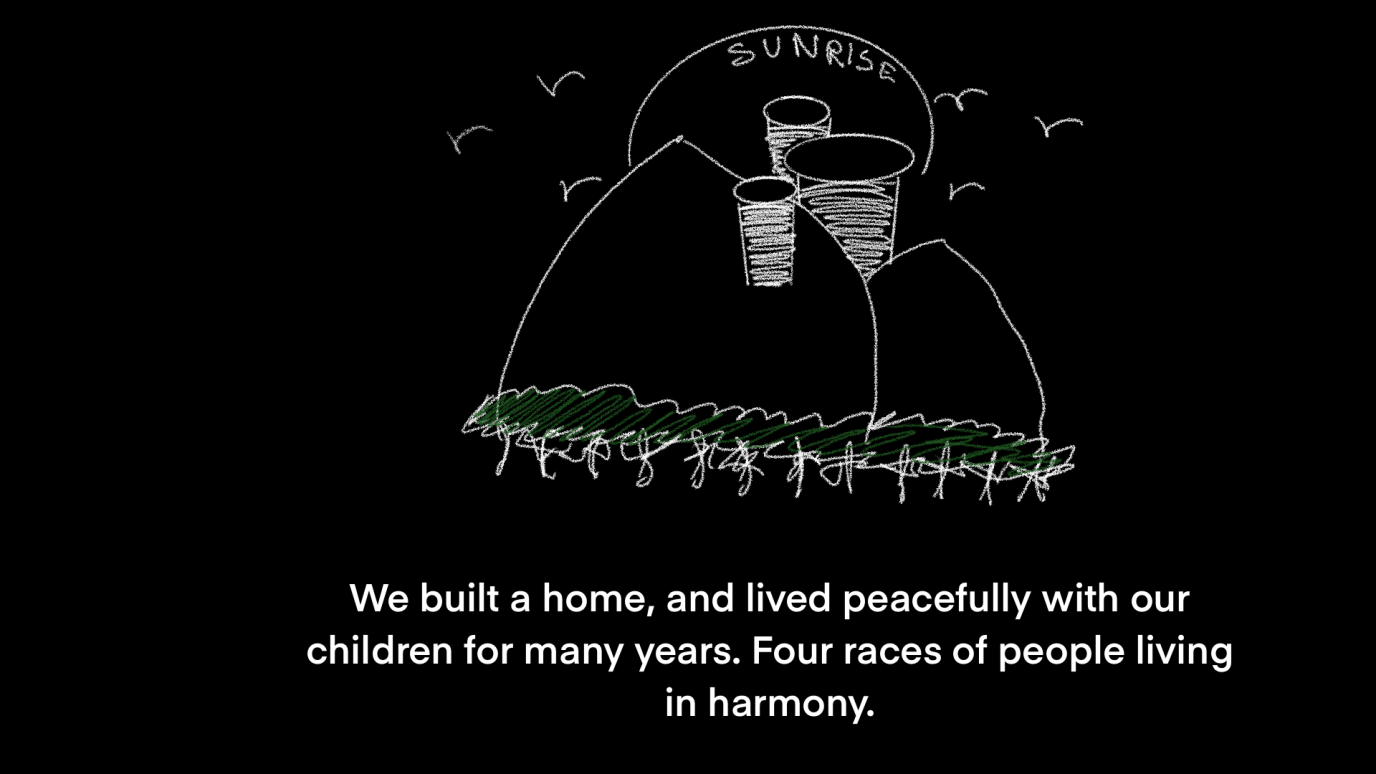 SUNRISE
We built a home, and lived peacefully with our
children for many years. Four races of people living
in harmony.